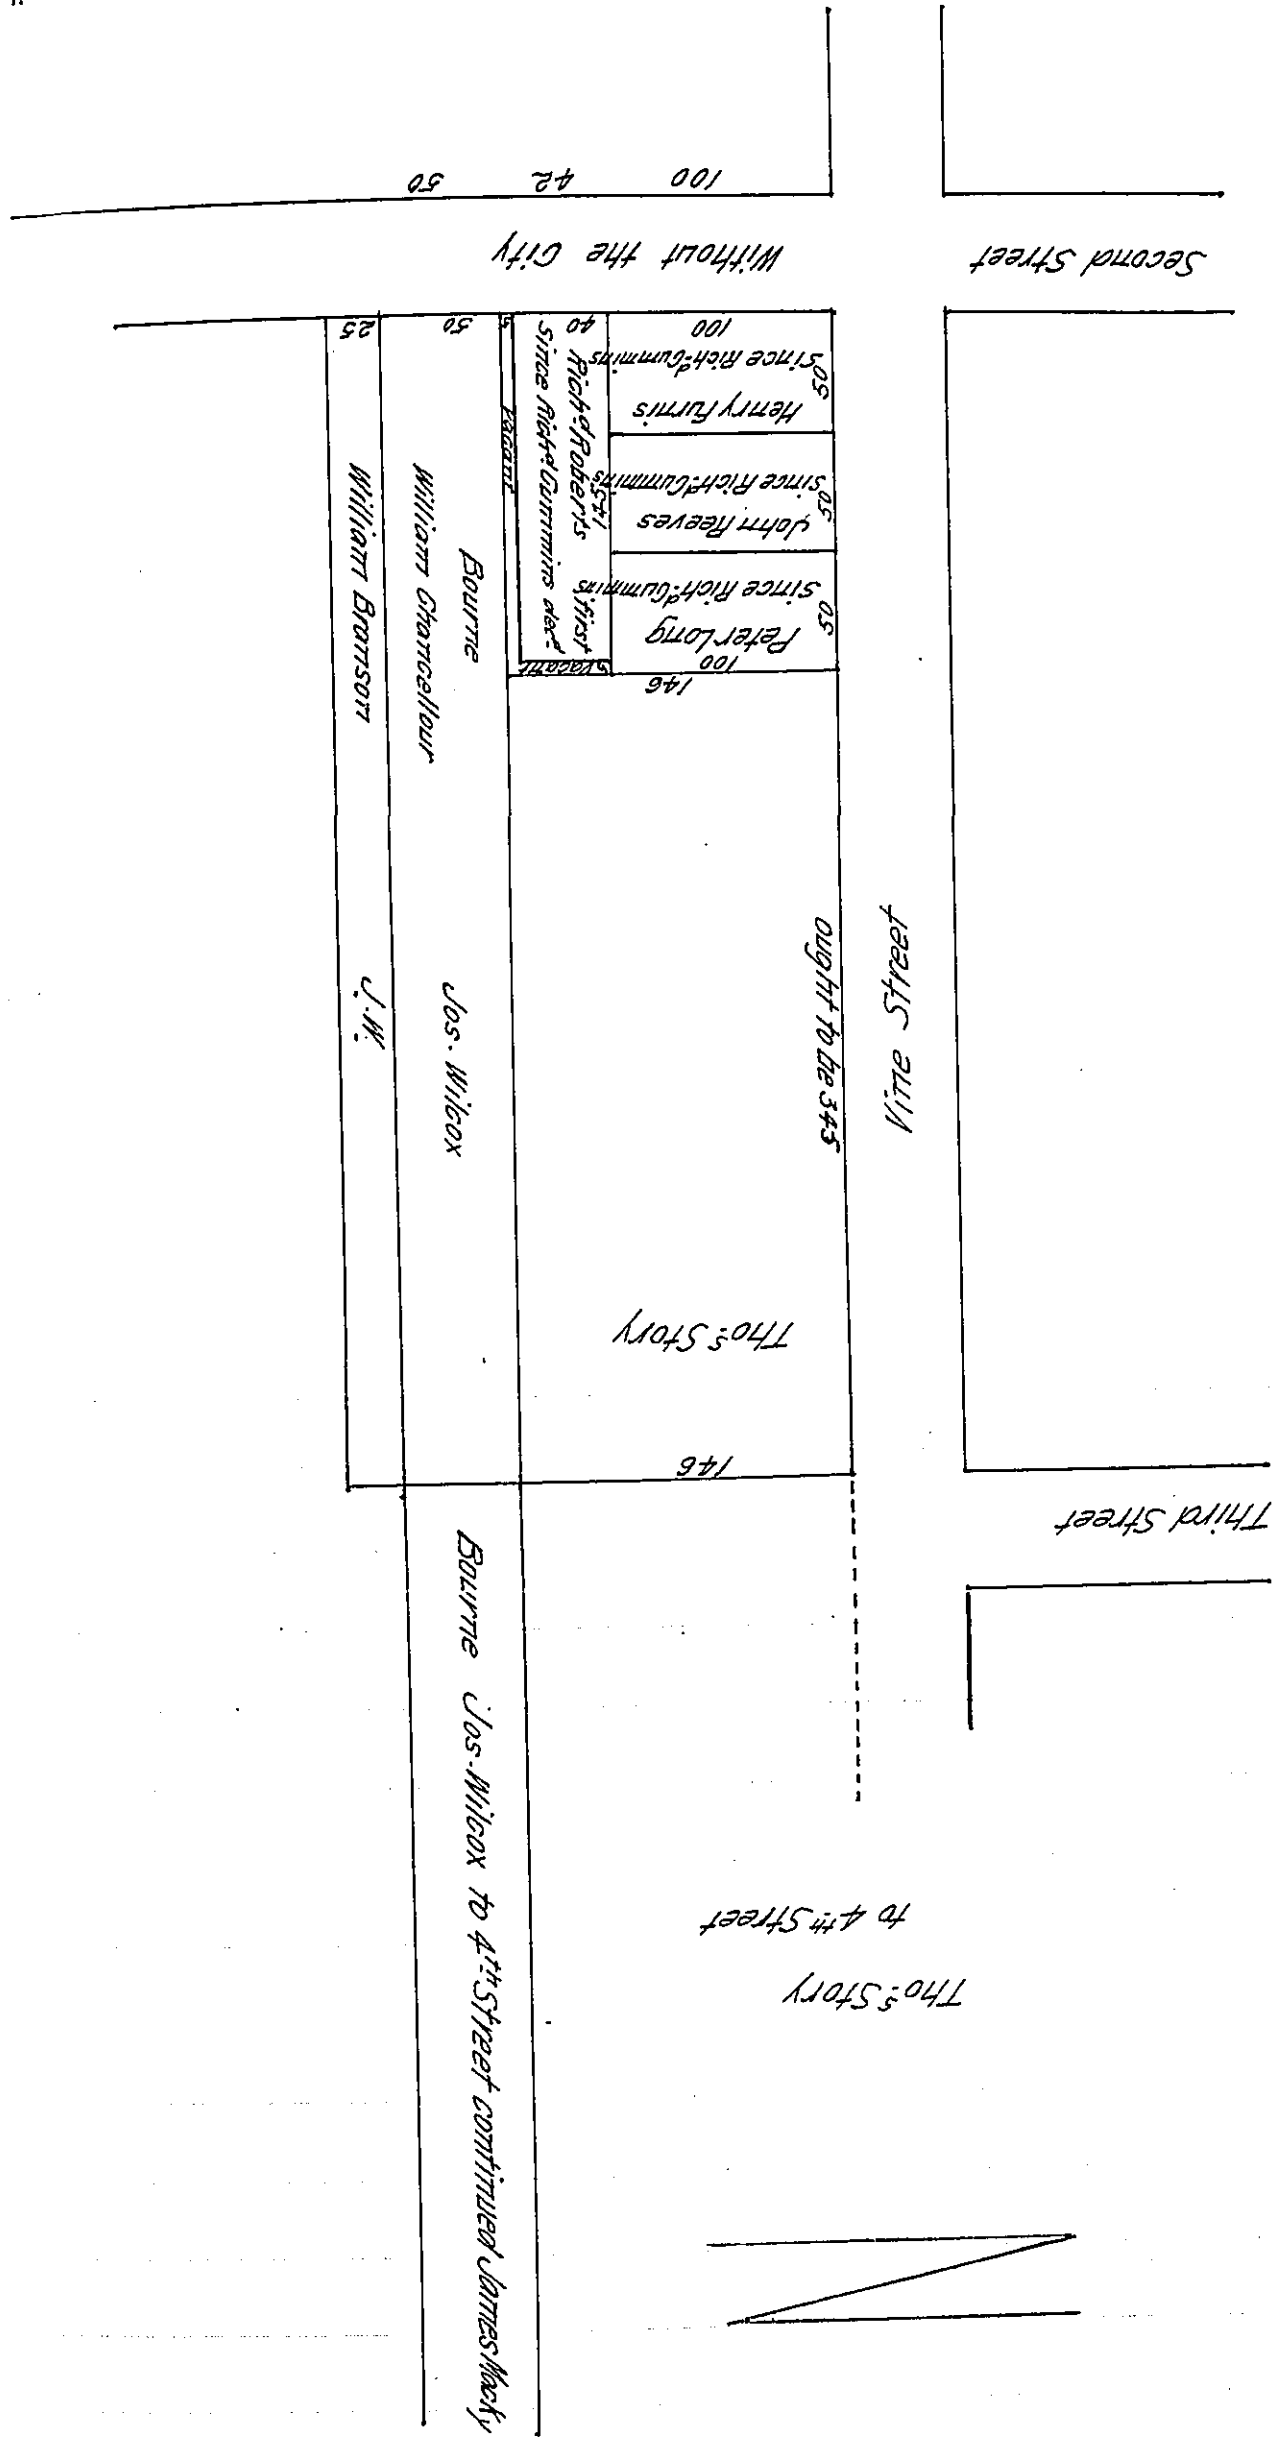 100 42 50
Second Street
Without the City
100
Since Rich.d Cummins
50
Henry Furnis
Since Rich.d Cummins
50
John Reeves
Since Rich.d Cummins
50
Peter Long
100
146
40
Rich.d Roberts first
Since Rich.d Cummins dec.d
145
5 Vacant
5
Vacant
50
Bourne
William Chancellour
Jos. Wilcox
25
William Branson
J.W.
ought to be 345
Vine Street
Tho.s Story
146
Third Street
Bourne Jos. Wilcox to 4th Street continued James Macky
to 4th Street
Tho.s Story